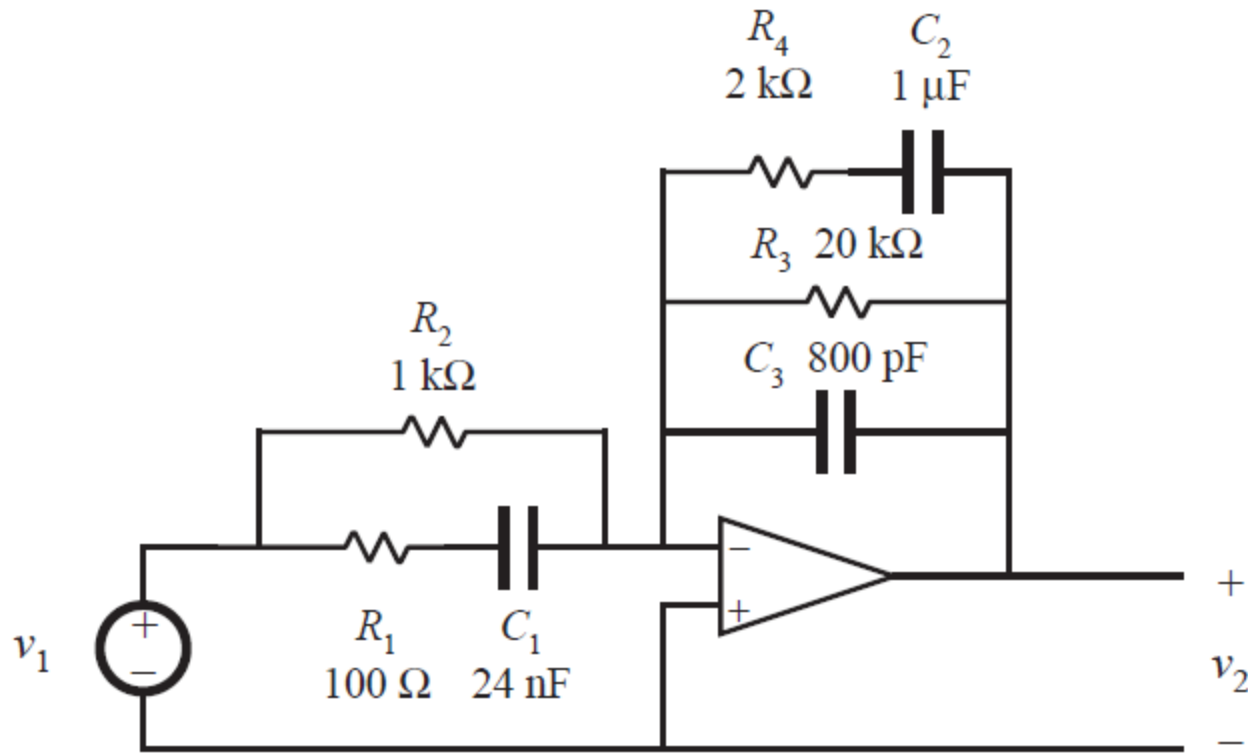 R4 C2
2 kΩ 1 µF
R3 20 kΩ
R2
C3 800 pF
1 kΩ
−
+
+
+
R1 C1
v1
−
v2
100 Ω 24 nF
−